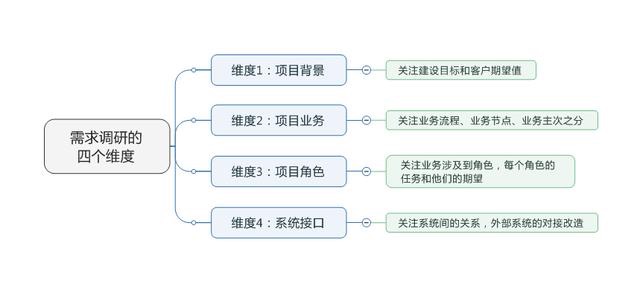 需求调研的
四个维度
维度1：项目背景
关注建设目标和客户期望值
维度2：项目业务
关注业务流程、业务节点、业务主次之分
维度3：项目角色
关注业务涉及到角色，每个角色的
任务和他们的期望
维度4：系统接口
关注系统间的关系，外部系统的对接改造